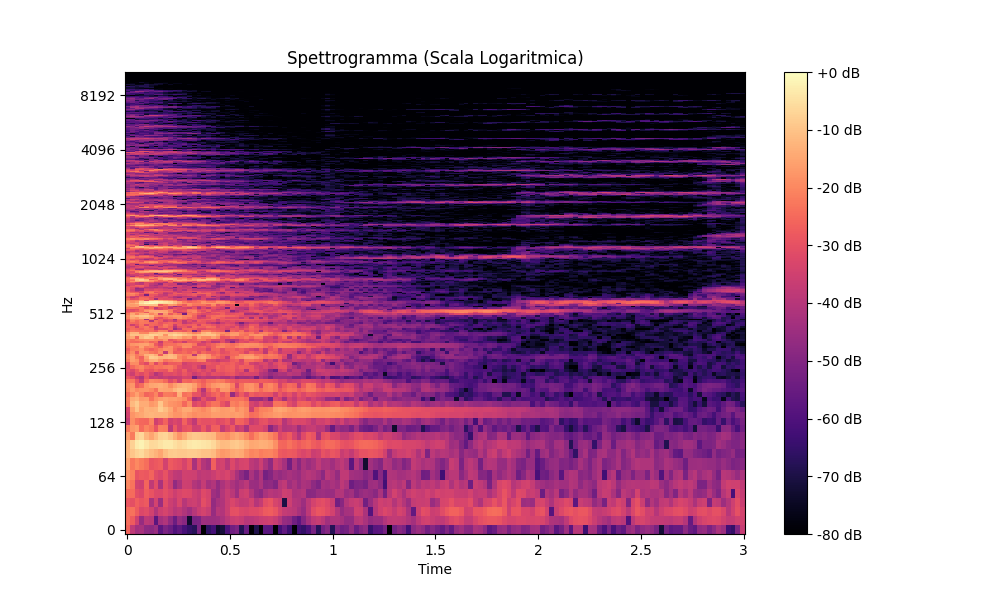 Spettrogramma (Scala Logaritmica)
Hz
8192
4096
2048
1024
512
256
128
64
0
0
0.5
1
1.5
2
2.5
3
Time
+0 dB
-10 dB
-20 dB
-30 dB
-40 dB
-50 dB
-60 dB
-70 dB
-80 dB